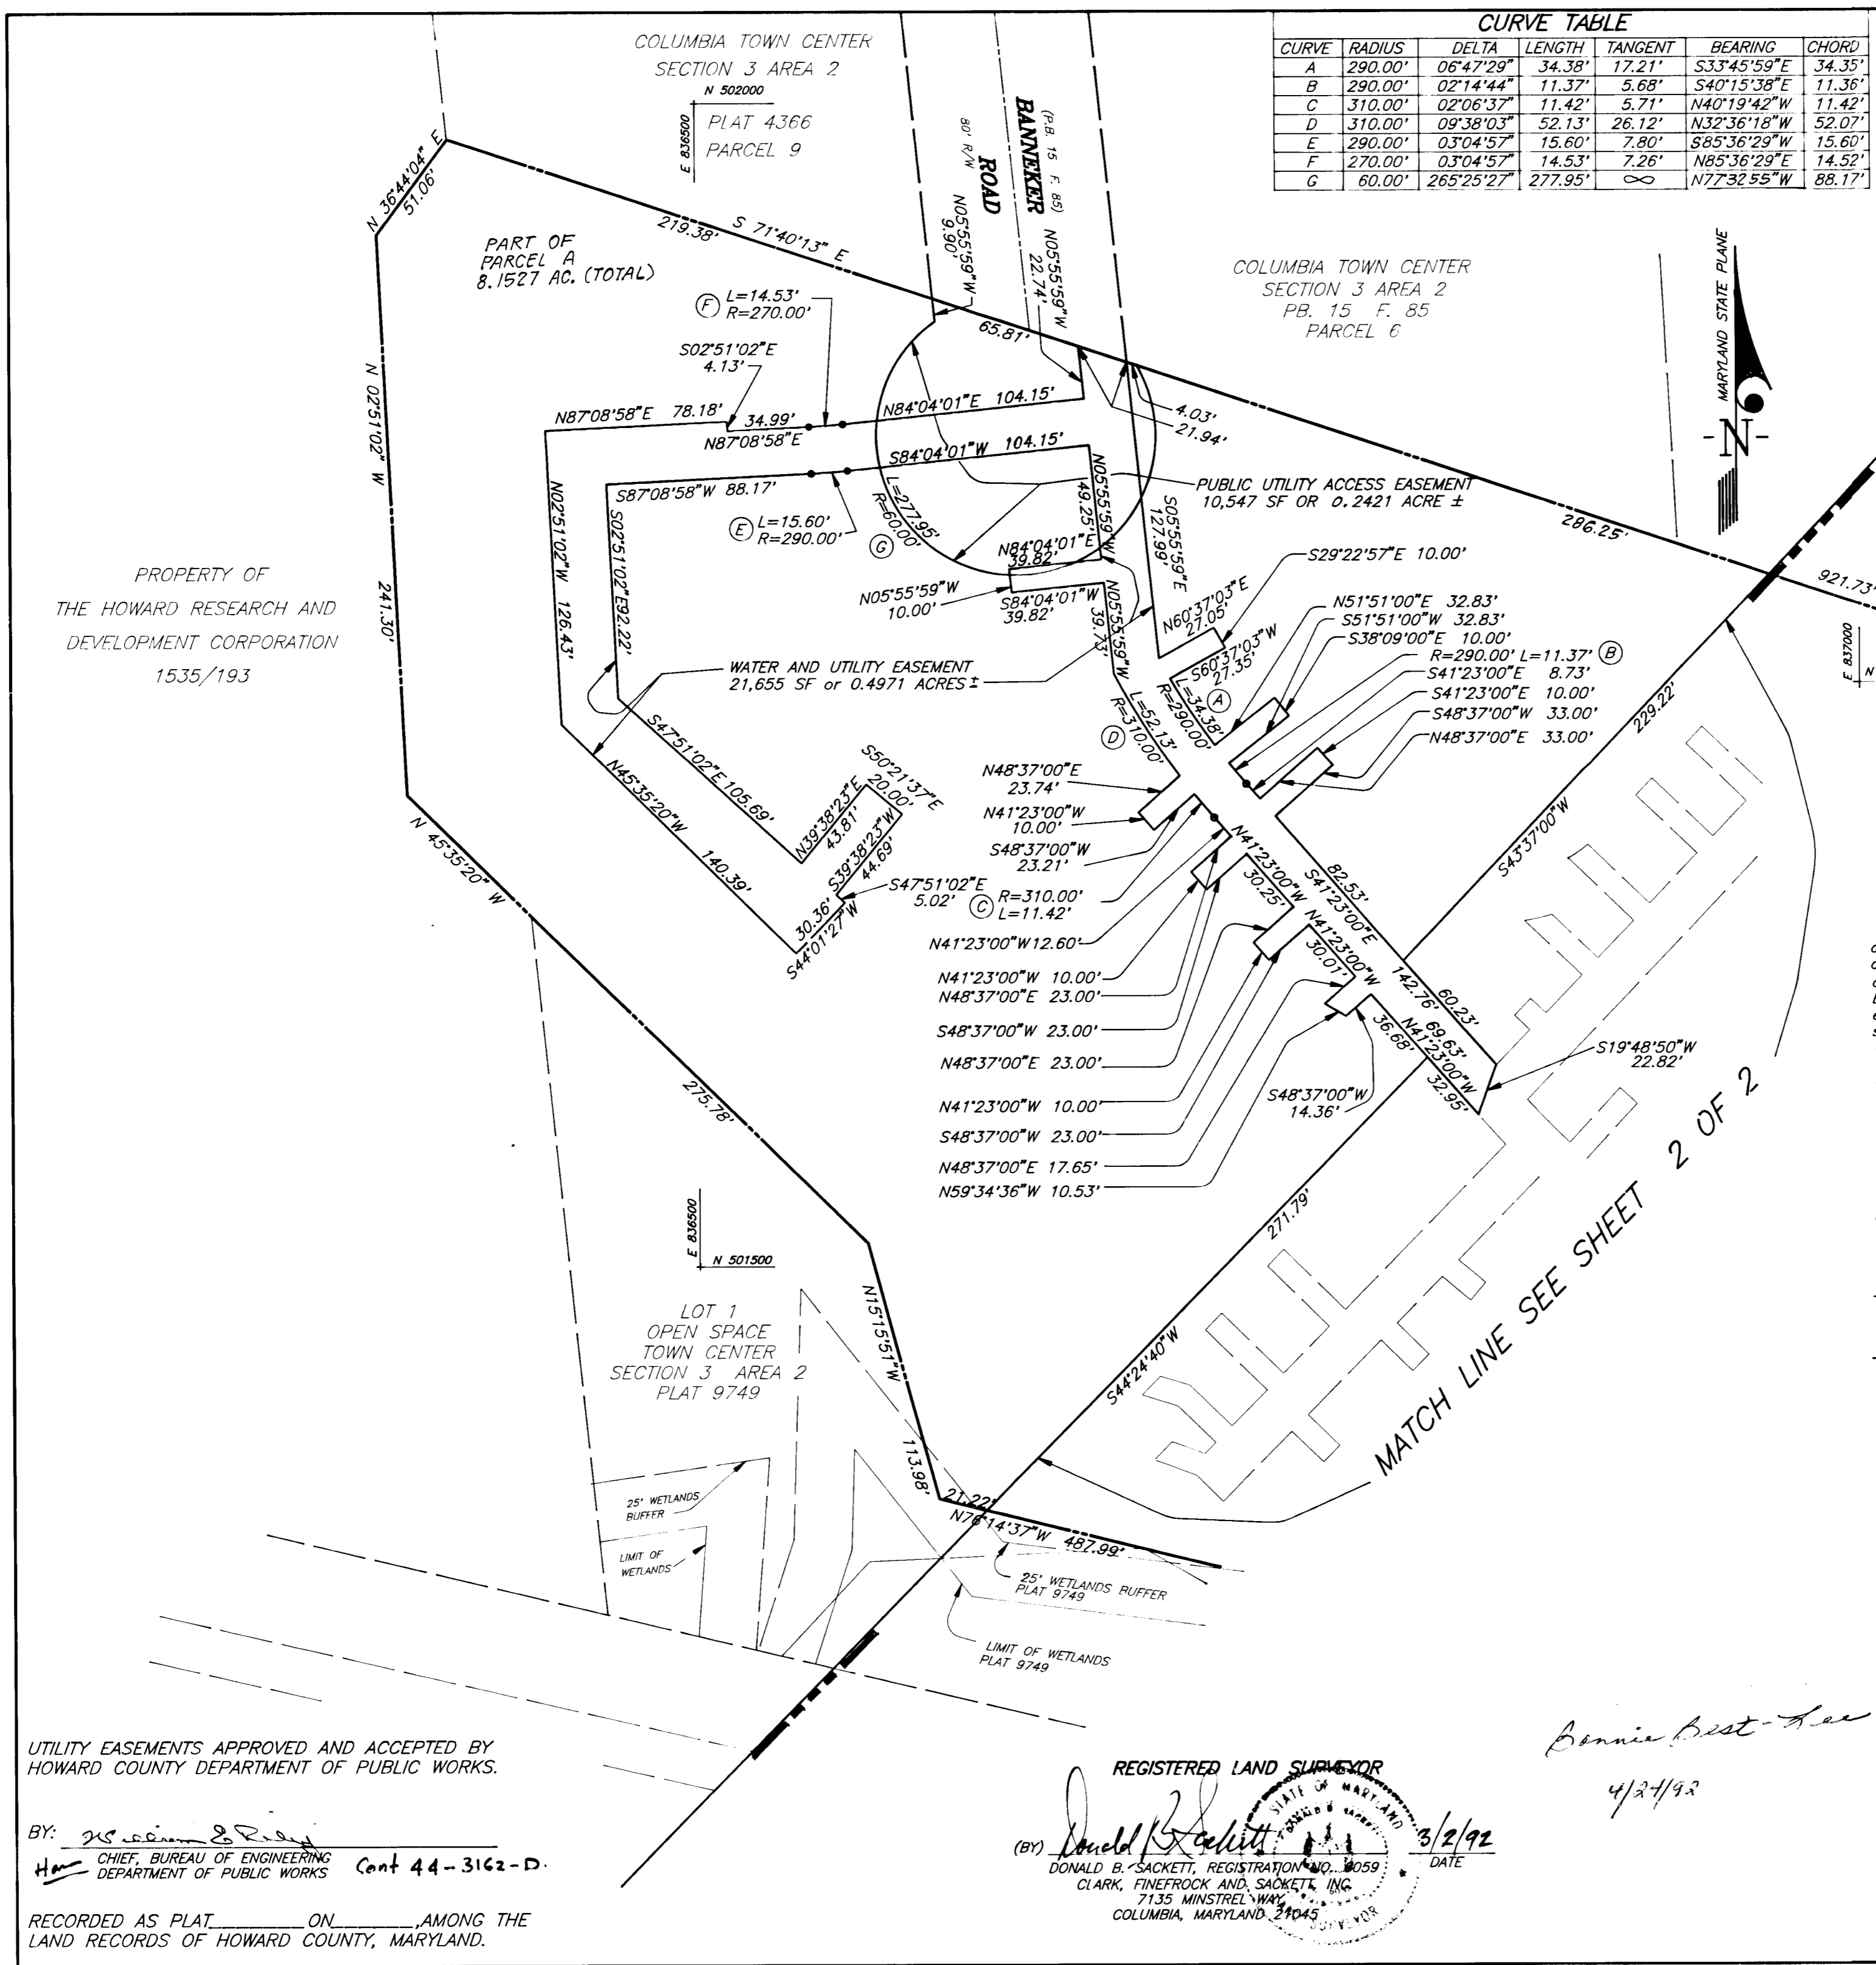 CURVE TABLE
CURVE RADIUS DELTA LENGTH TANGENT BEARING CHORD
A 290.00' 06°47'29" 34.38' 17.21' S33°45'59"E 34.35'
B 290.00' 02°14'44" 11.37' 5.68' S40°15'38"E 11.36'
C 310.00' 02°06'37" 11.42' 5.71' N40°19'42"W 11.42'
D 310.00' 09°38'03" 52.13' 26.12' N32°36'18"W 52.07'
E 290.00' 03°04'57" 15.60' 7.80' S85°36'29"W 15.60'
F 270.00' 03°04'57" 14.53' 7.26' N85°36'29"E 14.52'
G 60.00' 265°25'27" 277.95' ∞ N77°32'55"W 88.17'
COLUMBIA TOWN CENTER
SECTION 3 AREA 2
N 502000
E 836500
PLAT 4366
PARCEL 9
(P.B. 15 F. 85)
BANNEKER
ROAD
80' R/W
N05°55'59"W
9.90'
N05°55'59"W
22.74'
COLUMBIA TOWN CENTER
SECTION 3 AREA 2
PB. 15 F. 85
PARCEL 6
MARYLAND STATE PLANE
N
N 36°44'04" E
51.06'
219.38'
S 71°40'13" E
PART OF
PARCEL A
8.1527 AC. (TOTAL)
F L=14.53'
R=270.00'
65.81'
S02°51'02"E
4.13'
N87°08'58"E 78.18'
34.99'
N87°08'58"E
N84°04'01"E 104.15'
4.03'
21.94'
S84°04'01"W 104.15'
S87°08'58"W 88.17'
E L=15.60'
R=290.00'
L=277.95'
R=60.00'
G
N05°55'59"W
49.25'
PUBLIC UTILITY ACCESS EASEMENT
10,547 SF OR 0.2421 ACRE ±
286.25'
921.73'
N 02°51'02" W
241.30'
N02°51'02"W 126.43'
S02°51'02"E 92.22'
N84°04'01"E
39.82'
N05°55'59"W
10.00'
S84°04'01"W
39.82'
N05°55'59"W
39.73'
S05°55'59"E
127.99'
S29°22'57"E 10.00'
N60°37'03"E
27.05'
S60°37'03"W
27.35'
PROPERTY OF
THE HOWARD RESEARCH AND
DEVELOPMENT CORPORATION
1535/193
WATER AND UTILITY EASEMENT
21,655 SF or 0.4971 ACRES ±
N51°51'00"E 32.83'
S51°51'00"W 32.83'
S38°09'00"E 10.00'
R=290.00' L=11.37' B
S41°23'00"E 8.73'
S41°23'00"E 10.00'
S48°37'00"W 33.00'
N48°37'00"E 33.00'
E 837000
N
L=34.38'
R=290.00'
A
L=52.13'
R=310.00'
D
229.22'
S43°37'00"W
S47°51'02"E 105.69'
N45°35'20"W
140.39'
N39°38'23"E
43.81'
S50°21'37"E
20.00'
S39°38'23"W
44.69'
S47°51'02"E
5.02'
30.36'
S44°01'27"W
N 45°35'20" W
275.78'
N48°37'00"E
23.74'
N41°23'00"W
10.00'
S48°37'00"W
23.21'
C R=310.00'
L=11.42'
N41°23'00"W 12.60'
N41°23'00"W 10.00'
N48°37'00"E 23.00'
S48°37'00"W 23.00'
N48°37'00"E 23.00'
N41°23'00"W 10.00'
S48°37'00"W 23.00'
N48°37'00"E 17.65'
N59°34'36"W 10.53'
N41°23'00"W
30.25'
82.53'
S41°23'00"E
N41°23'00"W
30.01'
142.76'
60.23'
69.63'
N41°23'00"W
36.68'
32.95'
S48°37'00"W
14.36'
S19°48'50"W
22.82'
271.79'
S44°24'40"W
MATCH LINE SEE SHEET 2 OF 2
E 836500
N 501500
LOT 1
OPEN SPACE
TOWN CENTER
SECTION 3 AREA 2
PLAT 9749
N15°15'51"W
113.98'
21.22'
N76°14'37"W 487.99'
25' WETLANDS
BUFFER
LIMIT OF
WETLANDS
25' WETLANDS BUFFER
PLAT 9749
LIMIT OF WETLANDS
PLAT 9749
UTILITY EASEMENTS APPROVED AND ACCEPTED BY
HOWARD COUNTY DEPARTMENT OF PUBLIC WORKS.
BY:
CHIEF, BUREAU OF ENGINEERING
DEPARTMENT OF PUBLIC WORKS
Cont 44-3162-D.
RECORDED AS PLAT ON ,AMONG THE
LAND RECORDS OF HOWARD COUNTY, MARYLAND.
REGISTERED LAND SURVEYOR
STATE OF MARYLAND
(BY) Donald B Sackett 3/2/92
DATE
DONALD B. SACKETT, REGISTRATION NO. 8059
CLARK, FINEFROCK AND SACKETT, INC.
7135 MINSTREL WAY
COLUMBIA, MARYLAND 21045
Bonnie Best-Lee
4/24/92